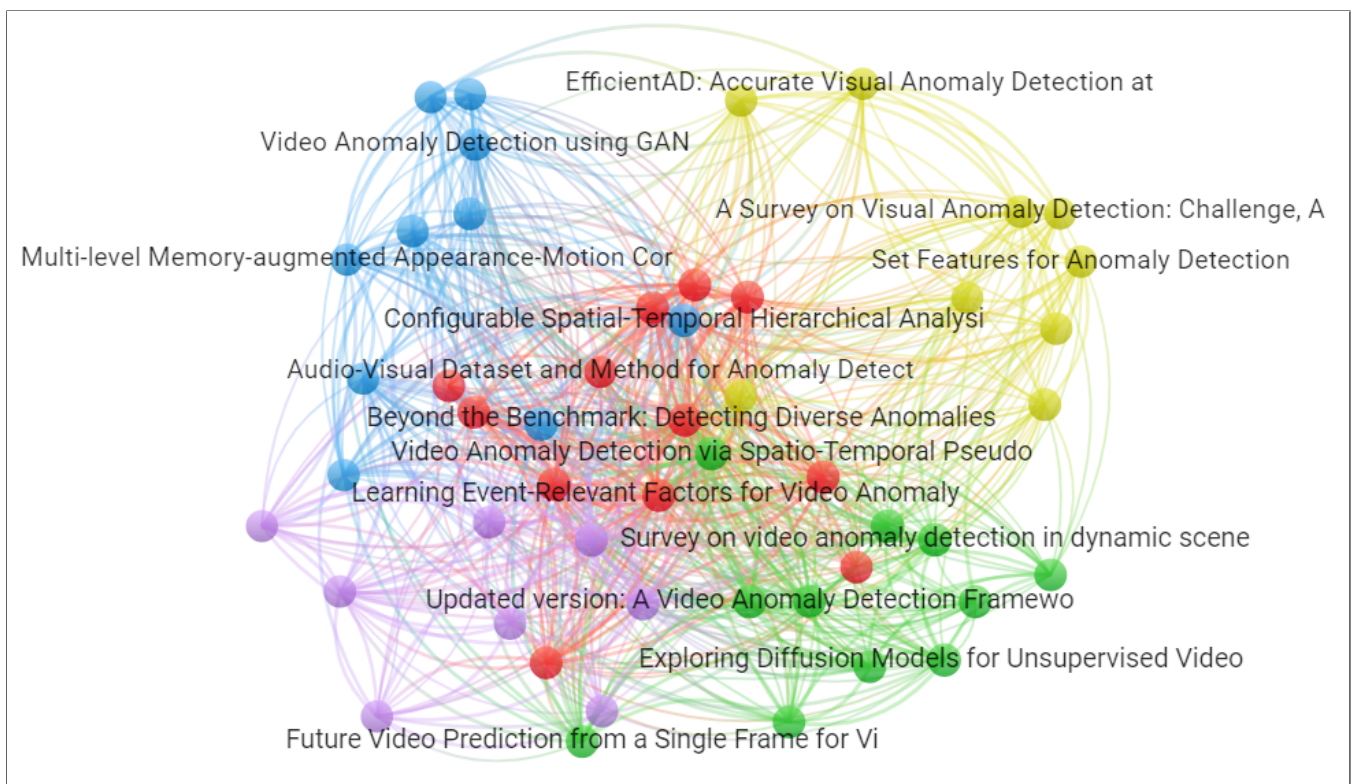 EfficientAD: Accurate Visual Anomaly Detection at
Video Anomaly Detection using GAN
A Survey on Visual Anomaly Detection: Challenge, A
Multi-level Memory-augmented Appearance-Motion Cor
Set Features for Anomaly Detection
Configurable Spatial-Temporal Hierarchical Analysi
Audio-Visual Dataset and Method for Anomaly Detect
Beyond the Benchmark: Detecting Diverse Anomalies
Video Anomaly Detection via Spatio-Temporal Pseudo
Learning Event-Relevant Factors for Video Anomaly
Survey on video anomaly detection in dynamic scene
Updated version: A Video Anomaly Detection Framewo
Exploring Diffusion Models for Unsupervised Video
Future Video Prediction from a Single Frame for Vi